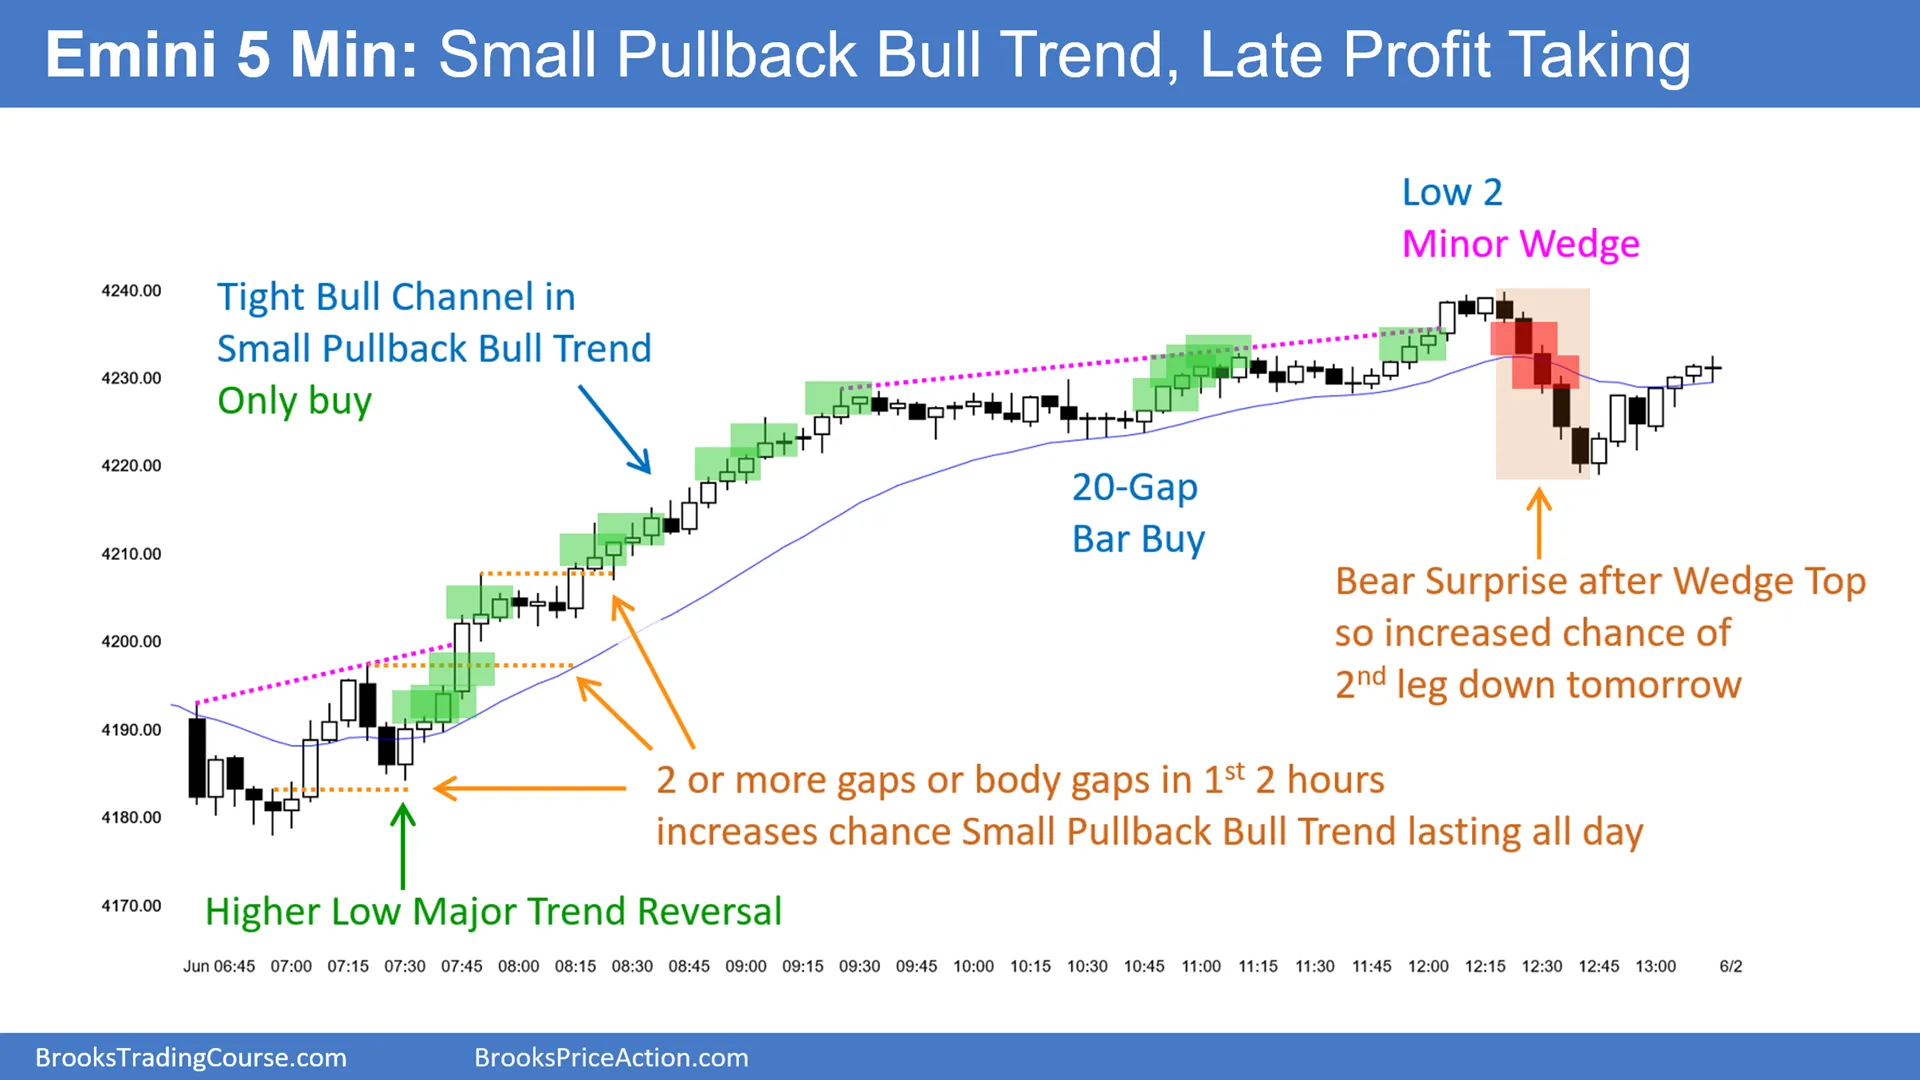 Emini 5 Min: Small Pullback Bull Trend, Late Profit Taking
Low 2
Minor Wedge
Tight Bull Channel in
Small Pullback Bull Trend
Only buy
20-Gap
Bar Buy
Bear Surprise after Wedge Top
so increased chance of
2nd leg down tomorrow
2 or more gaps or body gaps in 1st 2 hours
increases chance Small Pullback Bull Trend lasting all day
Higher Low Major Trend Reversal
4240.00
4230.00
4220.00
4210.00
4200.00
4190.00
4180.00
4170.00
Jun 06:45 07:00 07:15 07:30 07:45 08:00 08:15 08:30 08:45 09:00 09:15 09:30 09:45 10:00 10:15 10:30 10:45 11:00 11:15 11:30 11:45 12:00 12:15 12:30 12:45 13:00 6/2
BrooksTradingCourse.com BrooksPriceAction.com